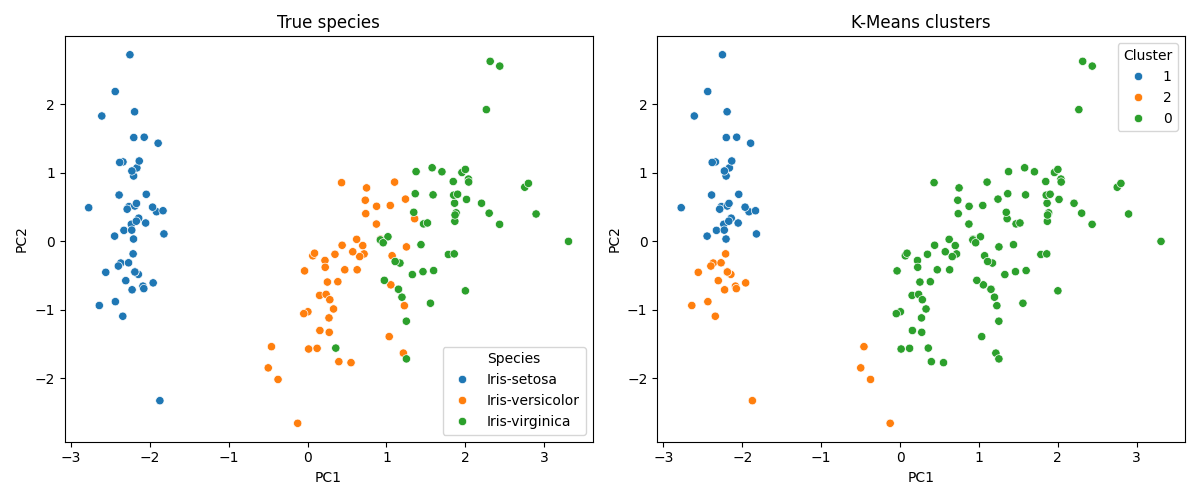 True species
K-Means clusters
PC2
2
1
0
−1
−2
−3
−2
−1
0
1
2
3
PC1
Species
Iris-setosa
Iris-versicolor
Iris-virginica
PC2
2
1
0
−1
−2
−3
−2
−1
0
1
2
3
PC1
Cluster
1
2
0